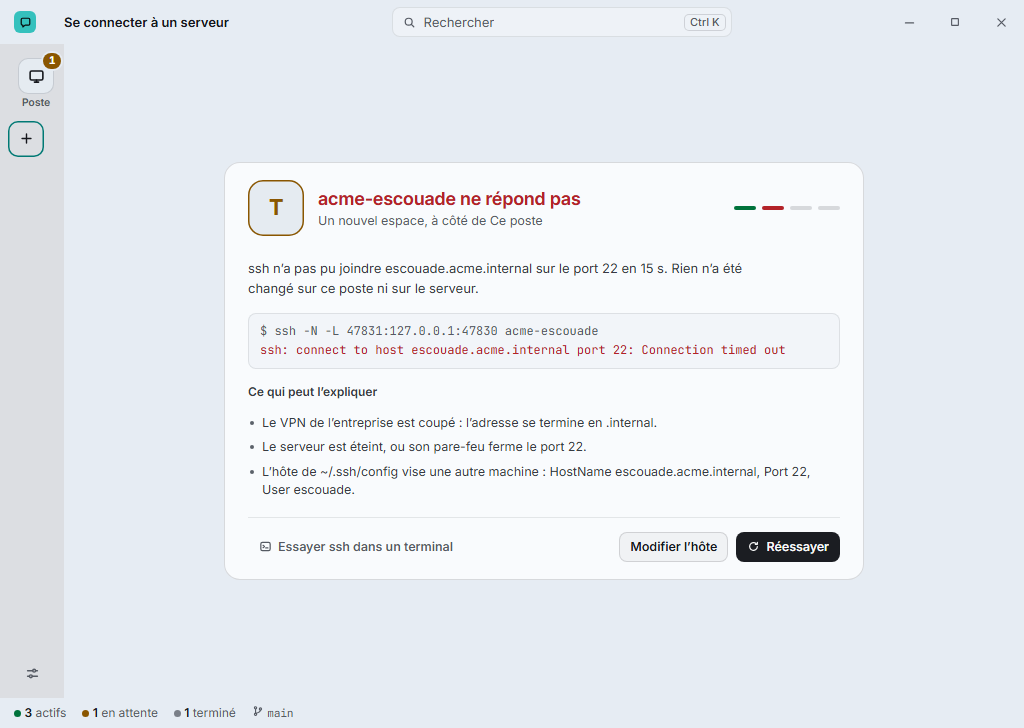 Se connecter à un serveur
Rechercher
Ctrl K
1
Poste
T
acme-escouade ne répond pas
Un nouvel espace, à côté de Ce poste
ssh n’a pas pu joindre escouade.acme.internal sur le port 22 en 15 s. Rien n’a été
changé sur ce poste ni sur le serveur.
$ ssh -N -L 47831:127.0.0.1:47830 acme-escouade
ssh: connect to host escouade.acme.internal port 22: Connection timed out
Ce qui peut l’expliquer
• Le VPN de l’entreprise est coupé : l’adresse se termine en .internal.
• Le serveur est éteint, ou son pare-feu ferme le port 22.
• L’hôte de ~/.ssh/config vise une autre machine : HostName escouade.acme.internal, Port 22,
User escouade.
Essayer ssh dans un terminal
Modifier l’hôte
Réessayer
3 actifs
1 en attente
1 terminé
main